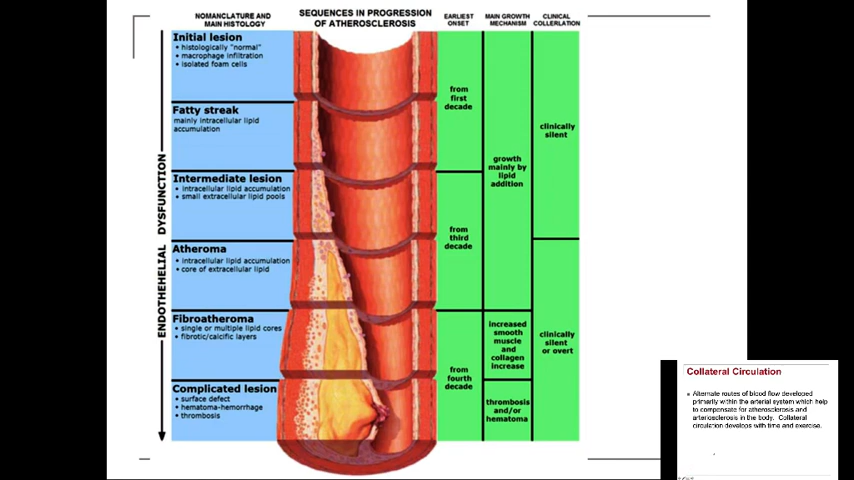 NOMANCLATURE AND
MAIN HISTOLOGY
SEQUENCES IN PROGRESSION
OF ATHEROSCLEROSIS
EARLIEST
ONSET
MAIN GROWTH
MECHANISM
CLINICAL
COLLERLATION
ENDOTHEHELIAL DYSFUNCTION
Initial lesion
• histologically "normal"
• macrophage infiltration
• isolated foam cells
Fatty streak
mainly intracellular lipid
accumulation
Intermediate lesion
• intracellular lipid accumulation
• small extracellular lipid pools
Atheroma
• intracellular lipid accumulation
• core of extracellular lipid
Fibroatheroma
• single or multiple lipid cores
• fibrotic/calcific layers
Complicated lesion
• surface defect
• hematoma-hemorrhage
• thrombosis
from
first
decade
from
third
decade
from
fourth
decade
growth
mainly by
lipid
addition
increased
smooth
muscle
and
collagen
increase
thrombosis
and/or
hematoma
clinically
silent
clinically
silent
or overt
Collateral Circulation
■ Alternate routes of blood flow developed
primarily within the arterial system which help
to compensate for atherosclerosis and
arteriosclerosis in the body. Collateral
circulation develops with time and exercise.